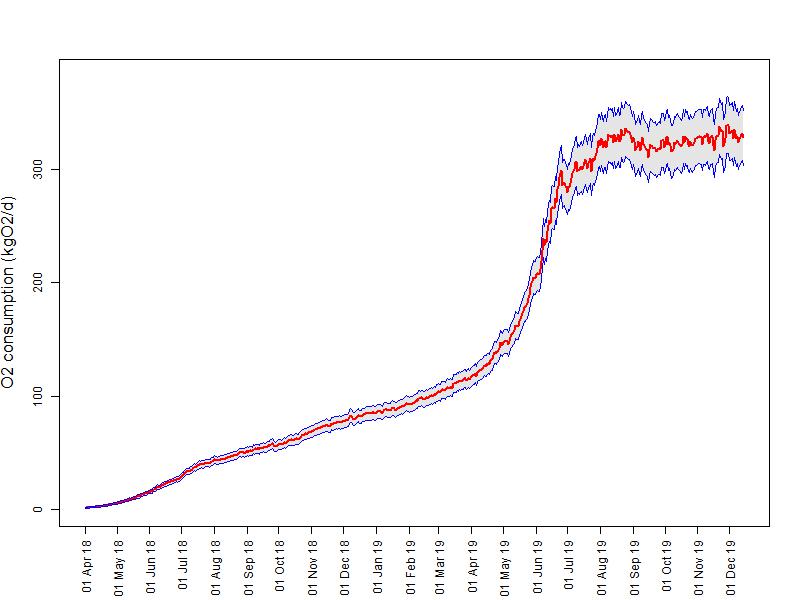 O2 consumption (kgO2/d)
300
200
100
0
01 Apr 18
01 May 18
01 Jun 18
01 Jul 18
01 Aug 18
01 Sep 18
01 Oct 18
01 Nov 18
01 Dec 18
01 Jan 19
01 Feb 19
01 Mar 19
01 Apr 19
01 May 19
01 Jun 19
01 Jul 19
01 Aug 19
01 Sep 19
01 Oct 19
01 Nov 19
01 Dec 19